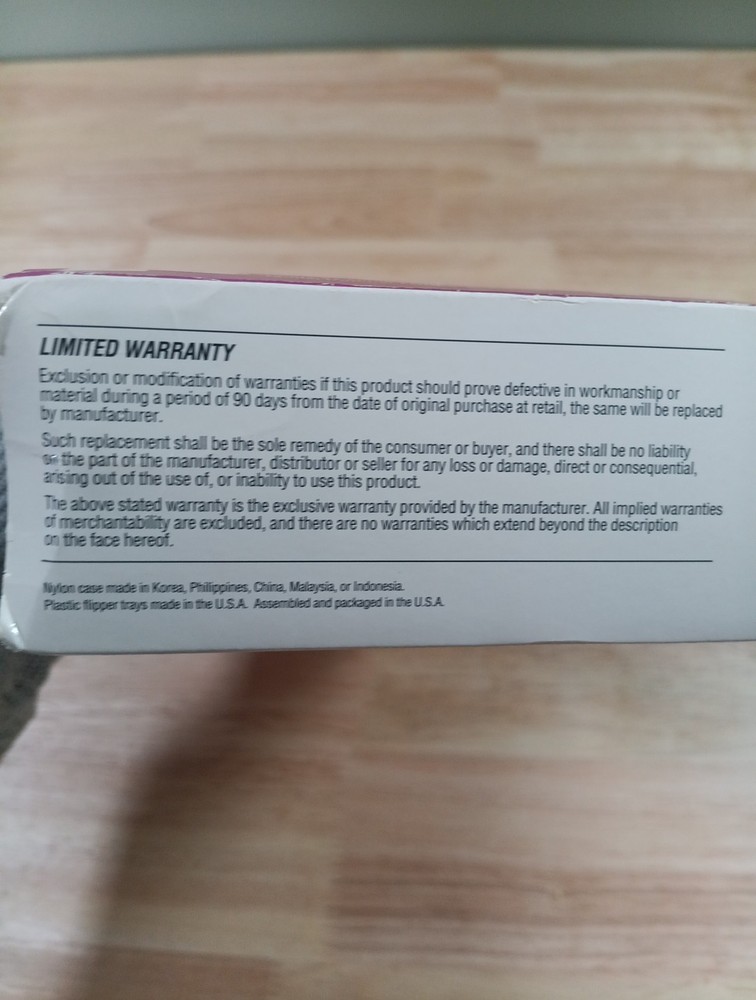 LIMITED WARRANTY
Exclusion or modification of warranties if this product should prove defective in workmanship or
material during a period of 90 days from the date of original purchase at retail, the same will be replaced
by manufacturer.
Such replacement shall be the sole remedy of the consumer or buyer, and there shall be no liability
on the part of the manufacturer, distributor or seller for any loss or damage, direct or consequential,
arising out of the use of, or inability to use this product.
The above stated warranty is the exclusive warranty provided by the manufacturer. All implied warranties
of merchantability are excluded, and there are no warranties which extend beyond the description
on the face hereof.
Nylon case made in Korea, Philippines, China, Malaysia, or Indonesia.
Plastic flipper trays made in the U.S.A. Assembled and packaged in the U.S.A.